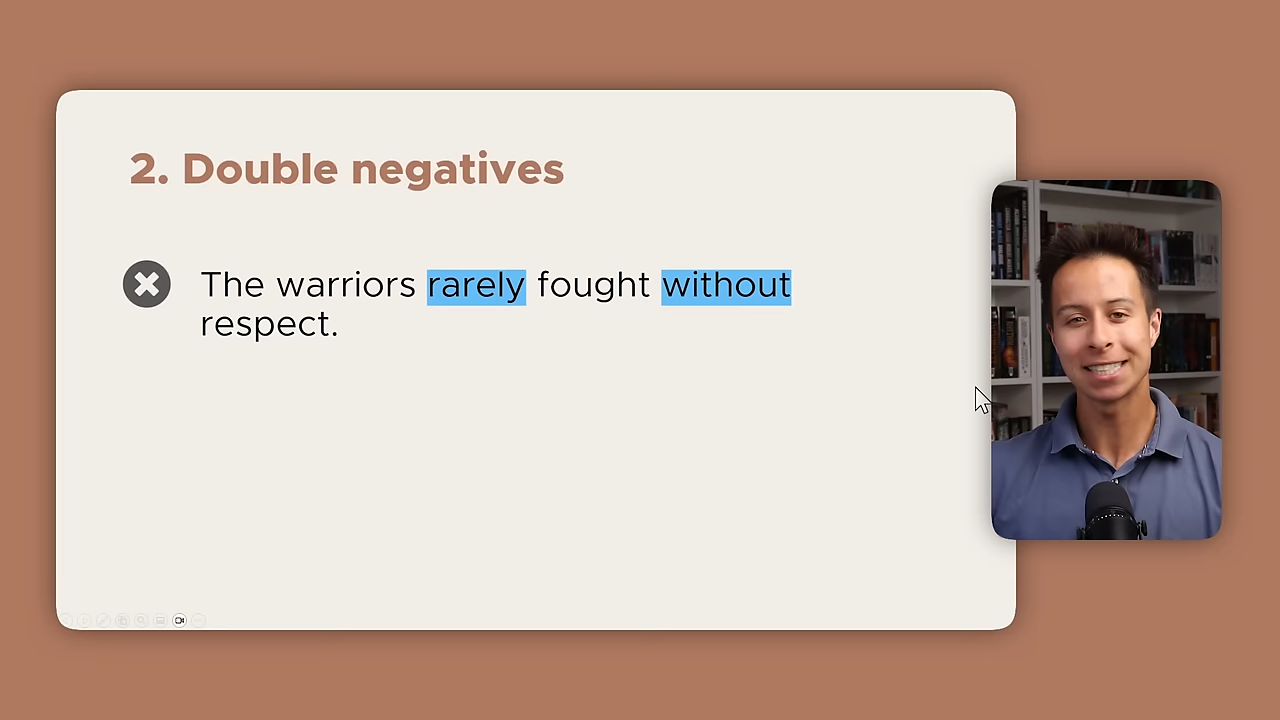 2. Double negatives
The warriors rarely fought without
respect.